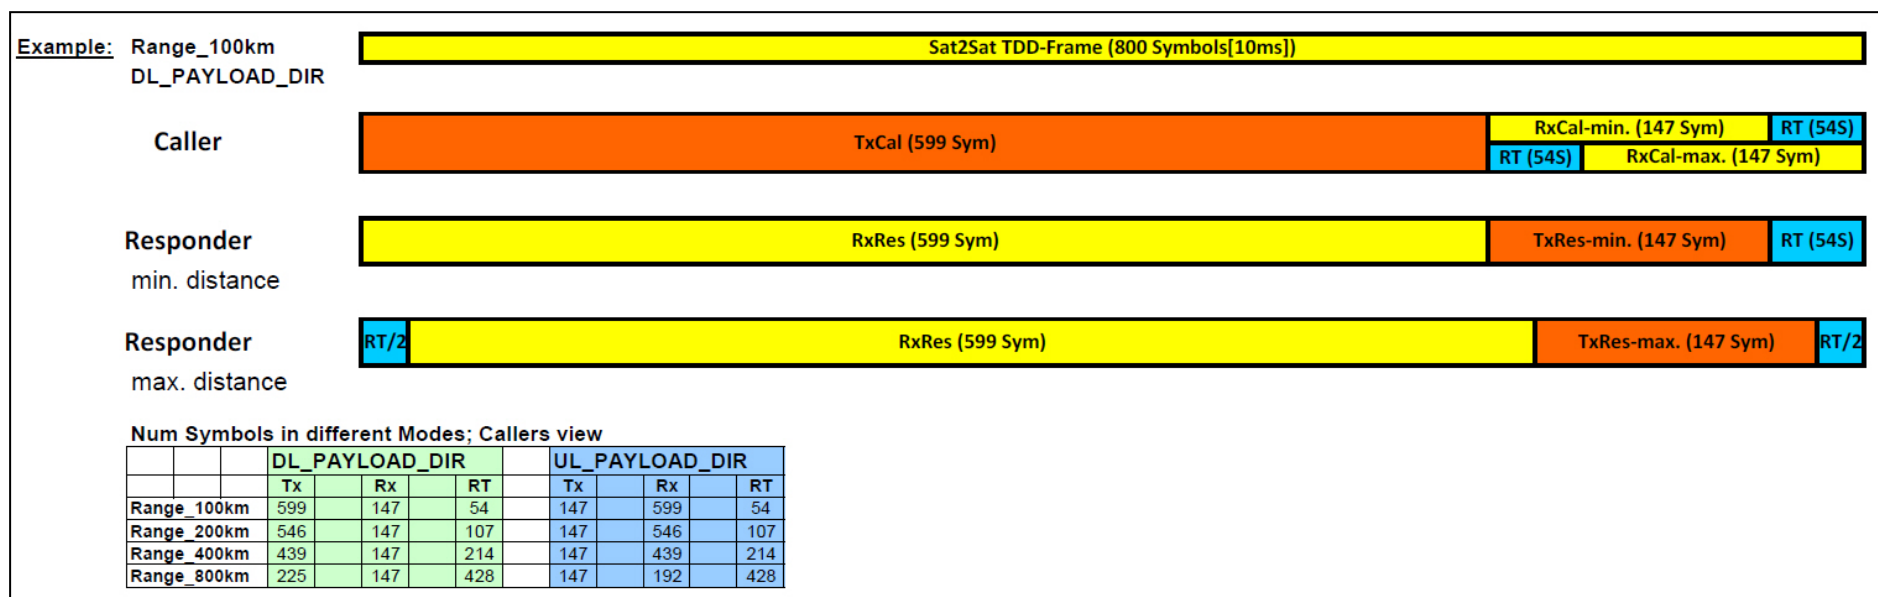 Example: Range_100km
DL_PAYLOAD_DIR
Sat2Sat TDD-Frame (800 Symbols[10ms])
Caller
TxCal (599 Sym)
RxCal-min. (147 Sym) RT (54S)
RT (54S) RxCal-max. (147 Sym)
Responder
min. distance
RxRes (599 Sym) TxRes-min. (147 Sym) RT (54S)
Responder
max. distance
RT/2 RxRes (599 Sym) TxRes-max. (147 Sym) RT/2
Num Symbols in different Modes; Callers view
DL_PAYLOAD_DIR UL_PAYLOAD_DIR
Tx Rx RT Tx Rx RT
Range_100km 599 147 54 147 599 54
Range_200km 546 147 107 147 546 107
Range_400km 439 147 214 147 439 214
Range_800km 225 147 428 147 192 428